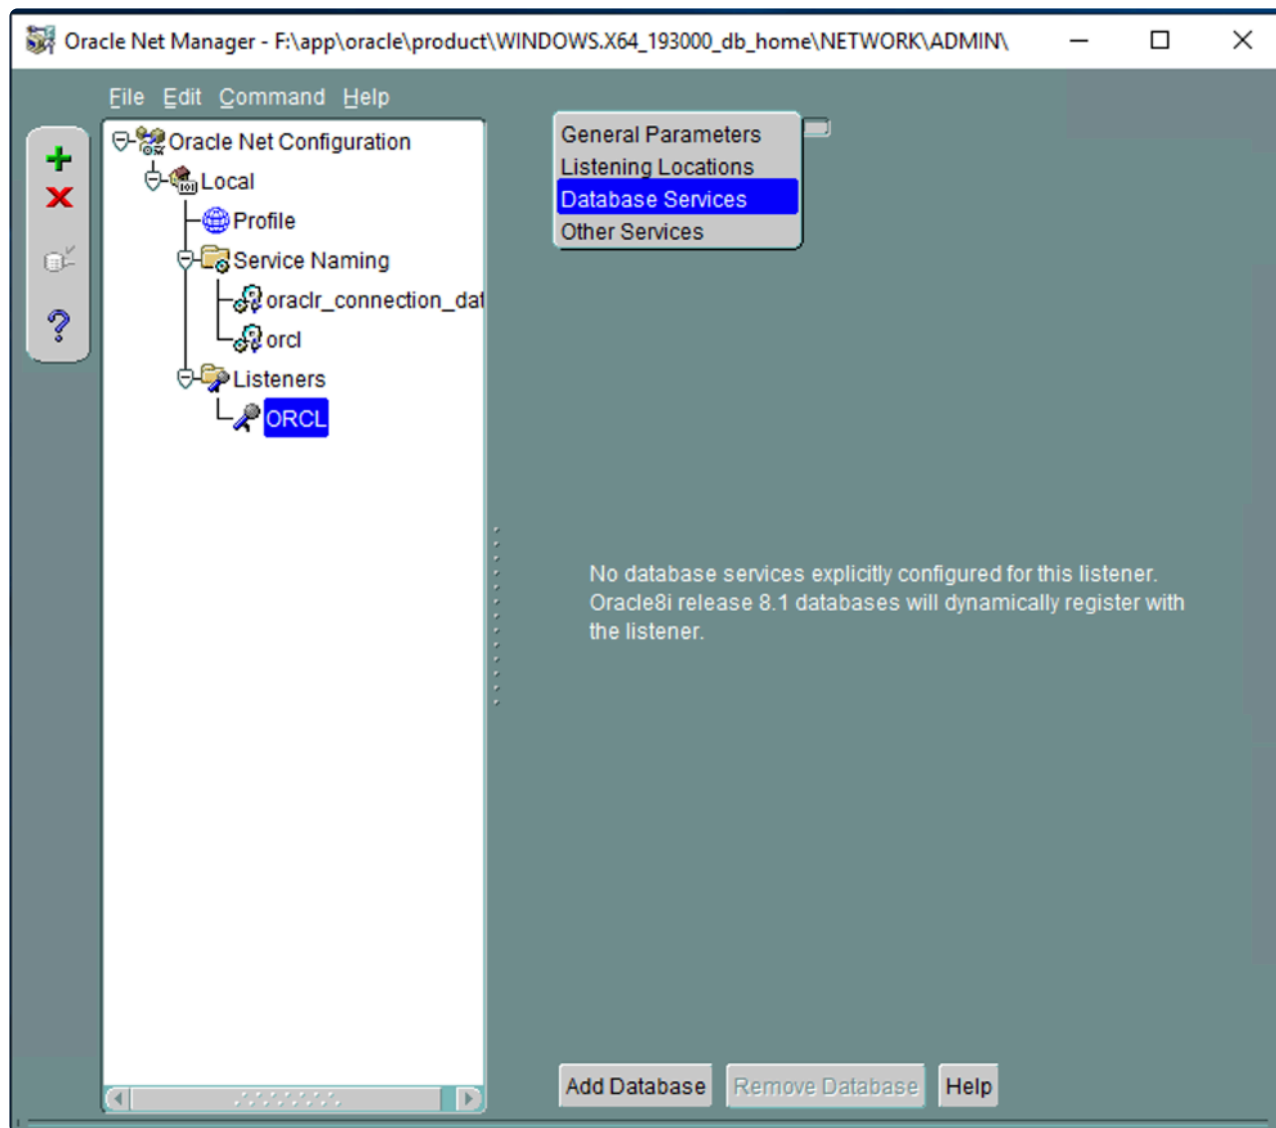 Oracle Net Manager - F:\app\oracle\product\WINDOWS.X64_193000_db_home\NETWORK\ADMIN\
File Edit Command Help
Oracle Net Configuration
Local
Profile
Service Naming
oraclr_connection_dat
orcl
Listeners
ORCL
General Parameters
Listening Locations
Database Services
Other Services
No database services explicitly configured for this listener.
Oracle8i release 8.1 databases will dynamically register with
the listener.
Add Database Remove Database Help